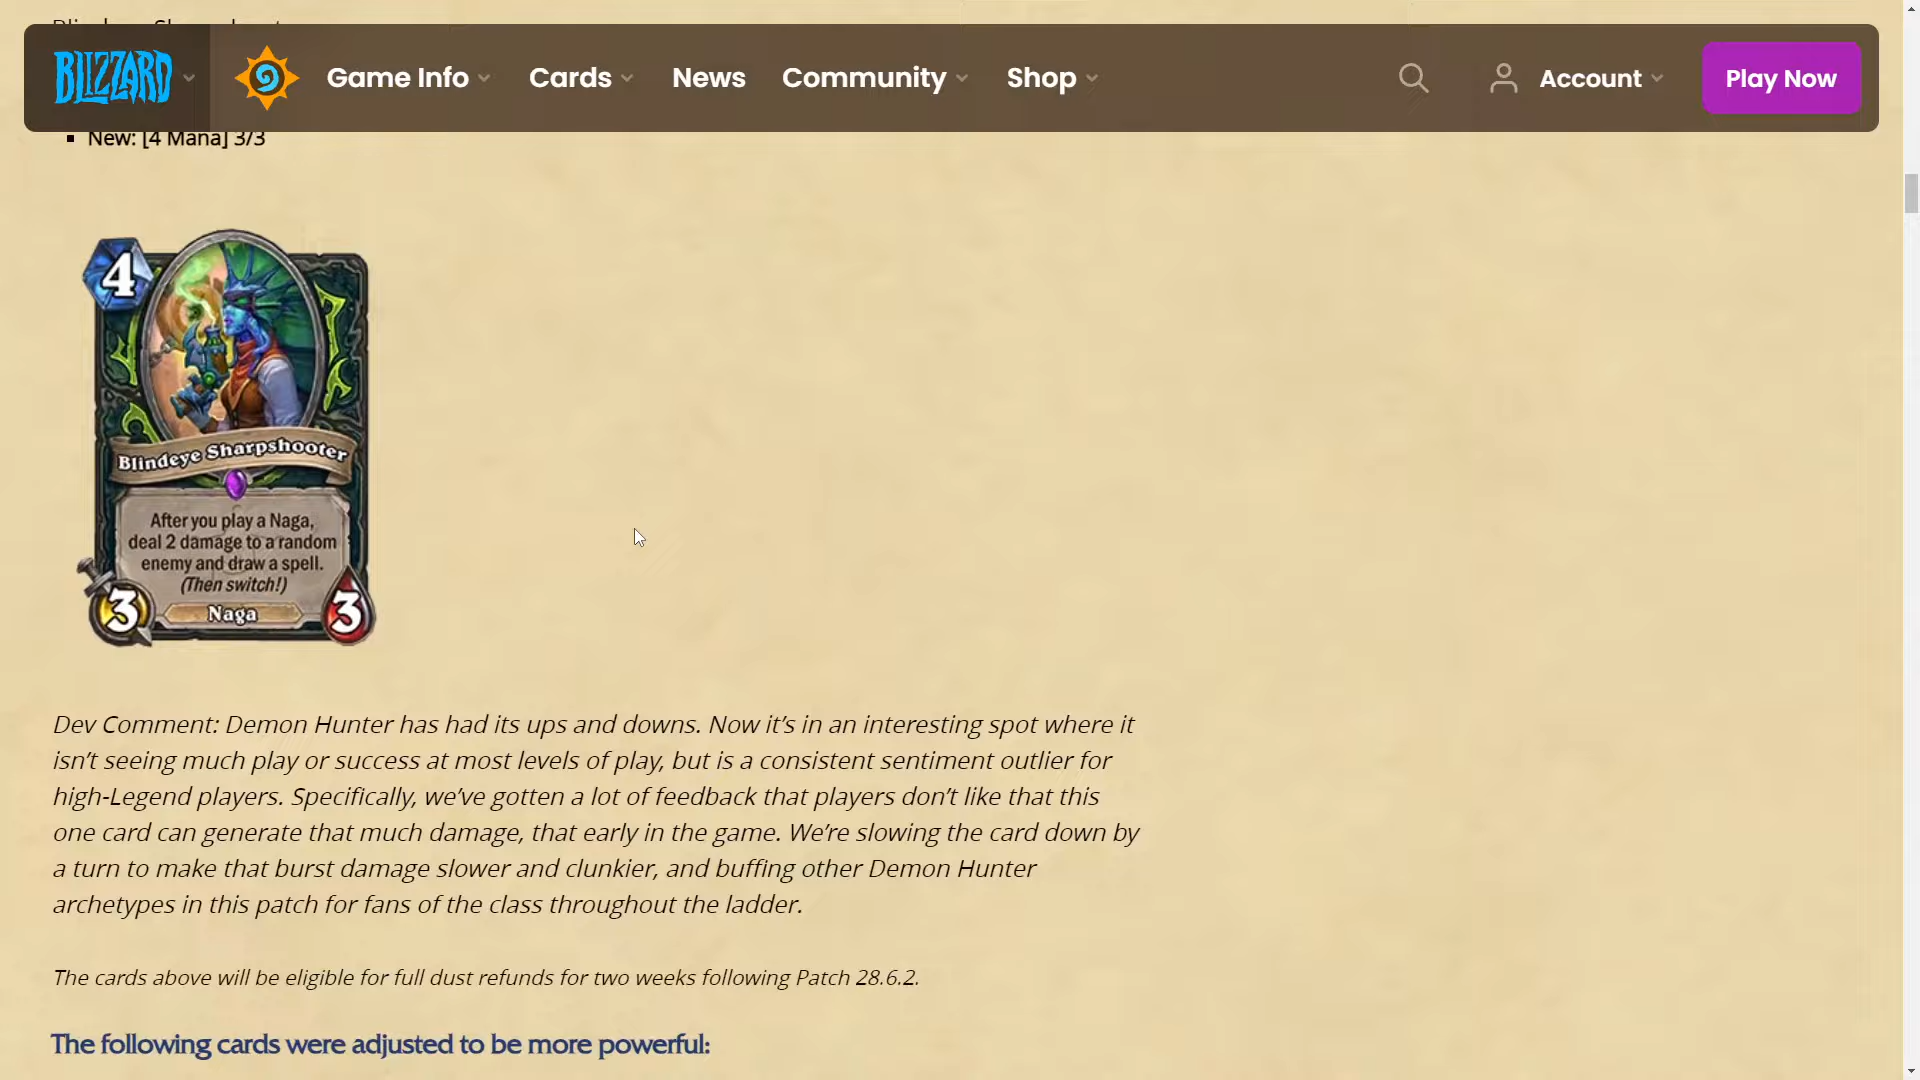 BLIZZARD
Game Info
Cards
News
Community
Shop
Account
Play Now
New: [4 Mana] 3/3
4
Blindeye Sharpshooter
After you play a Naga,
deal 2 damage to a random
enemy and draw a spell.
(Then switch!)
3
Naga
3
Dev Comment: Demon Hunter has had its ups and downs. Now it’s in an interesting spot where it
isn’t seeing much play or success at most levels of play, but is a consistent sentiment outlier for
high-Legend players. Specifically, we’ve gotten a lot of feedback that players don’t like that this
one card can generate that much damage, that early in the game. We’re slowing the card down by
a turn to make that burst damage slower and clunkier, and buffing other Demon Hunter
archetypes in this patch for fans of the class throughout the ladder.
The cards above will be eligible for full dust refunds for two weeks following Patch 28.6.2.
The following cards were adjusted to be more powerful: